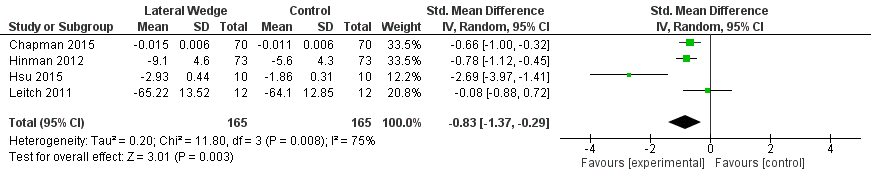 Lateral Wedge Control Std. Mean Difference Std. Mean Difference
Study or Subgroup Mean SD Total Mean SD Total Weight IV, Random, 95% CI IV, Random, 95% CI
Chapman 2015 -0.015 0.006 70 -0.011 0.006 70 33.5% -0.66 [-1.00, -0.32]
Hinman 2012 -9.1 4.6 73 -5.6 4.3 73 33.5% -0.78 [-1.12, -0.45]
Hsu 2015 -2.93 0.44 10 -1.86 0.31 10 12.2% -2.69 [-3.97, -1.41]
Leitch 2011 -65.22 13.52 12 -64.1 12.85 12 20.8% -0.08 [-0.88, 0.72]
Total (95% CI) 165 165 100.0% -0.83 [-1.37, -0.29]
Heterogeneity: Tau² = 0.20; Chi² = 11.80, df = 3 (P = 0.008); I² = 75%
Test for overall effect: Z = 3.01 (P = 0.003)
-4 -2 0 2 4
Favours [experimental] Favours [control]